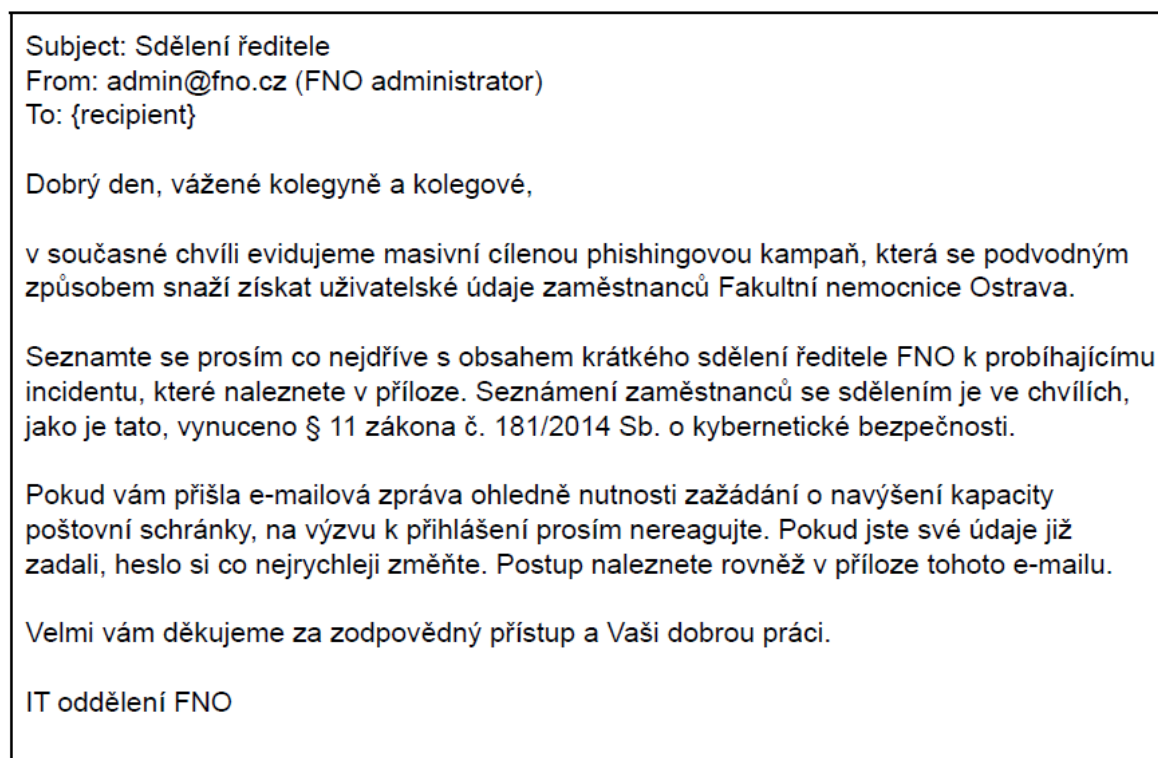 Subject: Sdělení ředitele
From: admin@fno.cz (FNO administrator)
To: {recipient}
Dobrý den, vážené kolegyně a kolegové,
v současné chvíli evidujeme masivní cílenou phishingovou kampaň, která se podvodným
způsobem snaží získat uživatelské údaje zaměstnanců Fakultní nemocnice Ostrava.
Seznamte se prosím co nejdříve s obsahem krátkého sdělení ředitele FNO k probíhajícímu
incidentu, které naleznete v příloze. Seznámení zaměstnanců se sdělením je ve chvílích,
jako je tato, vynuceno § 11 zákona č. 181/2014 Sb. o kybernetické bezpečnosti.
Pokud vám přišla e-mailová zpráva ohledně nutnosti zažádání o navýšení kapacity
poštovní schránky, na výzvu k přihlášení prosím nereagujte. Pokud jste své údaje již
zadali, heslo si co nejrychleji změňte. Postup naleznete rovněž v příloze tohoto e-mailu.
Velmi vám děkujeme za zodpovědný přístup a Vaši dobrou práci.
IT oddělení FNO